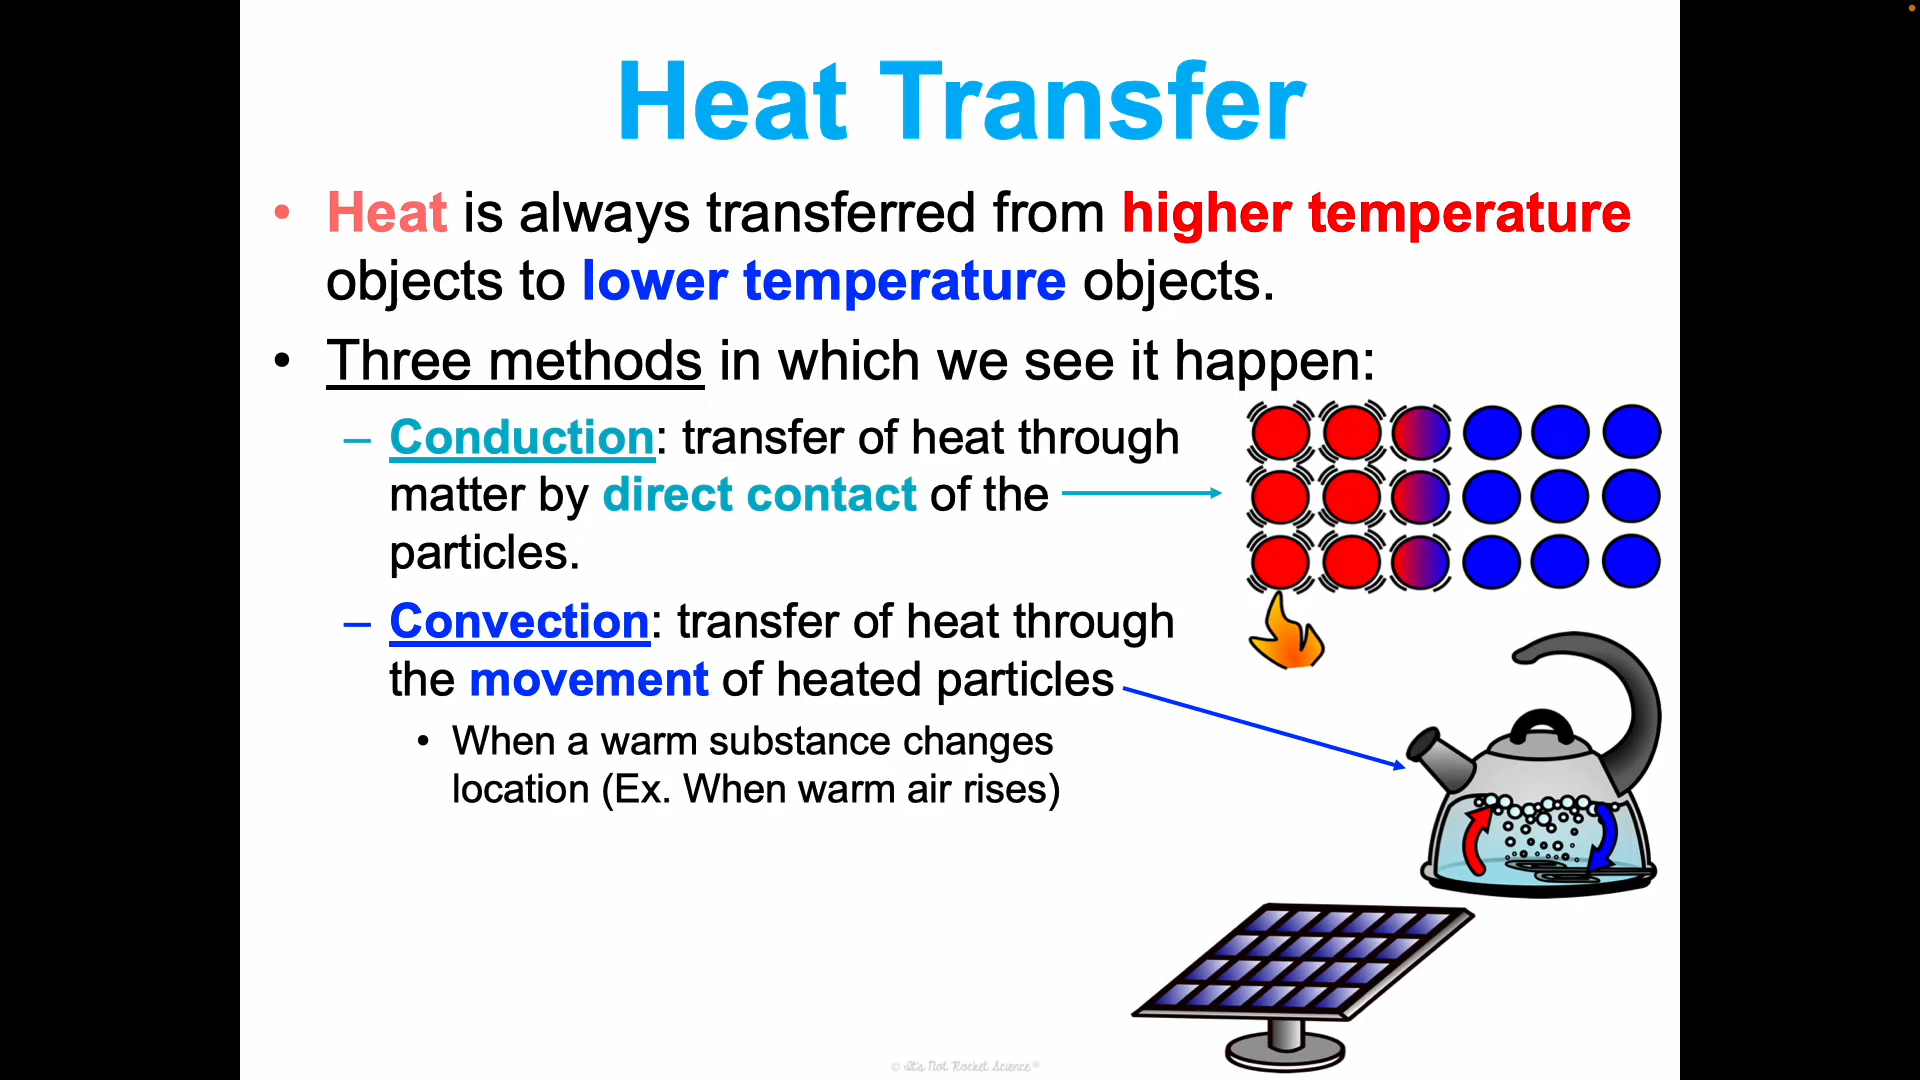 Heat Transfer
• Heat is always transferred from higher temperature
objects to lower temperature objects.
• Three methods in which we see it happen:
– Conduction: transfer of heat through
matter by direct contact of the
particles.
– Convection: transfer of heat through
the movement of heated particles
• When a warm substance changes
location (Ex. When warm air rises)
© It's Not Rocket Science®